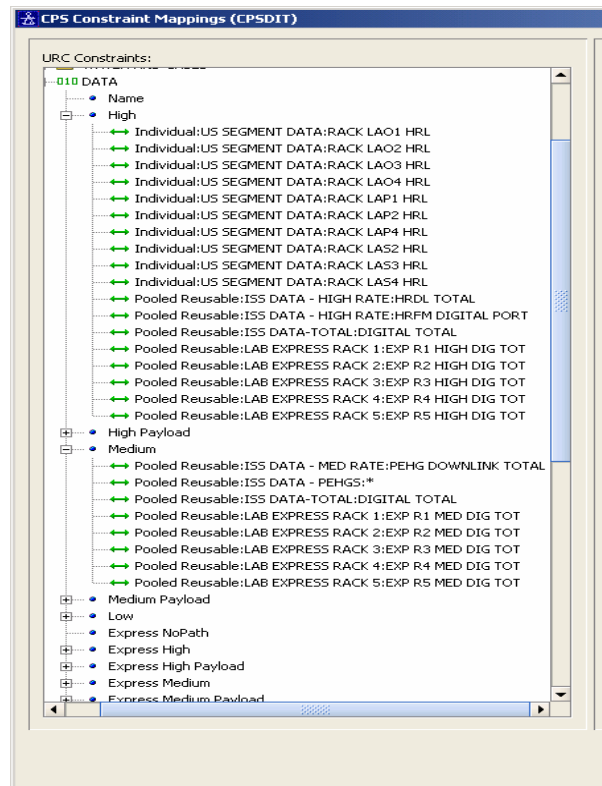 CPS Constraint Mappings (CPSDIT)
URC Constraints:
010 DATA
Name
High
Individual:US SEGMENT DATA:RACK LAO1 HRL
Individual:US SEGMENT DATA:RACK LAO2 HRL
Individual:US SEGMENT DATA:RACK LAO3 HRL
Individual:US SEGMENT DATA:RACK LAO4 HRL
Individual:US SEGMENT DATA:RACK LAP1 HRL
Individual:US SEGMENT DATA:RACK LAP2 HRL
Individual:US SEGMENT DATA:RACK LAP4 HRL
Individual:US SEGMENT DATA:RACK LAS2 HRL
Individual:US SEGMENT DATA:RACK LAS3 HRL
Individual:US SEGMENT DATA:RACK LAS4 HRL
Pooled Reusable:ISS DATA - HIGH RATE:HRDL TOTAL
Pooled Reusable:ISS DATA - HIGH RATE:HRFM DIGITAL PORT
Pooled Reusable:ISS DATA-TOTAL:DIGITAL TOTAL
Pooled Reusable:LAB EXPRESS RACK 1:EXP R1 HIGH DIG TOT
Pooled Reusable:LAB EXPRESS RACK 2:EXP R2 HIGH DIG TOT
Pooled Reusable:LAB EXPRESS RACK 3:EXP R3 HIGH DIG TOT
Pooled Reusable:LAB EXPRESS RACK 4:EXP R4 HIGH DIG TOT
Pooled Reusable:LAB EXPRESS RACK 5:EXP R5 HIGH DIG TOT
High Payload
Medium
Pooled Reusable:ISS DATA - MED RATE:PEHG DOWNLINK TOTAL
Pooled Reusable:ISS DATA - PEHGS:*
Pooled Reusable:ISS DATA-TOTAL:DIGITAL TOTAL
Pooled Reusable:LAB EXPRESS RACK 1:EXP R1 MED DIG TOT
Pooled Reusable:LAB EXPRESS RACK 2:EXP R2 MED DIG TOT
Pooled Reusable:LAB EXPRESS RACK 3:EXP R3 MED DIG TOT
Pooled Reusable:LAB EXPRESS RACK 4:EXP R4 MED DIG TOT
Pooled Reusable:LAB EXPRESS RACK 5:EXP R5 MED DIG TOT
Medium Payload
Low
Express NoPath
Express High
Express High Payload
Express Medium
Express Medium Payload